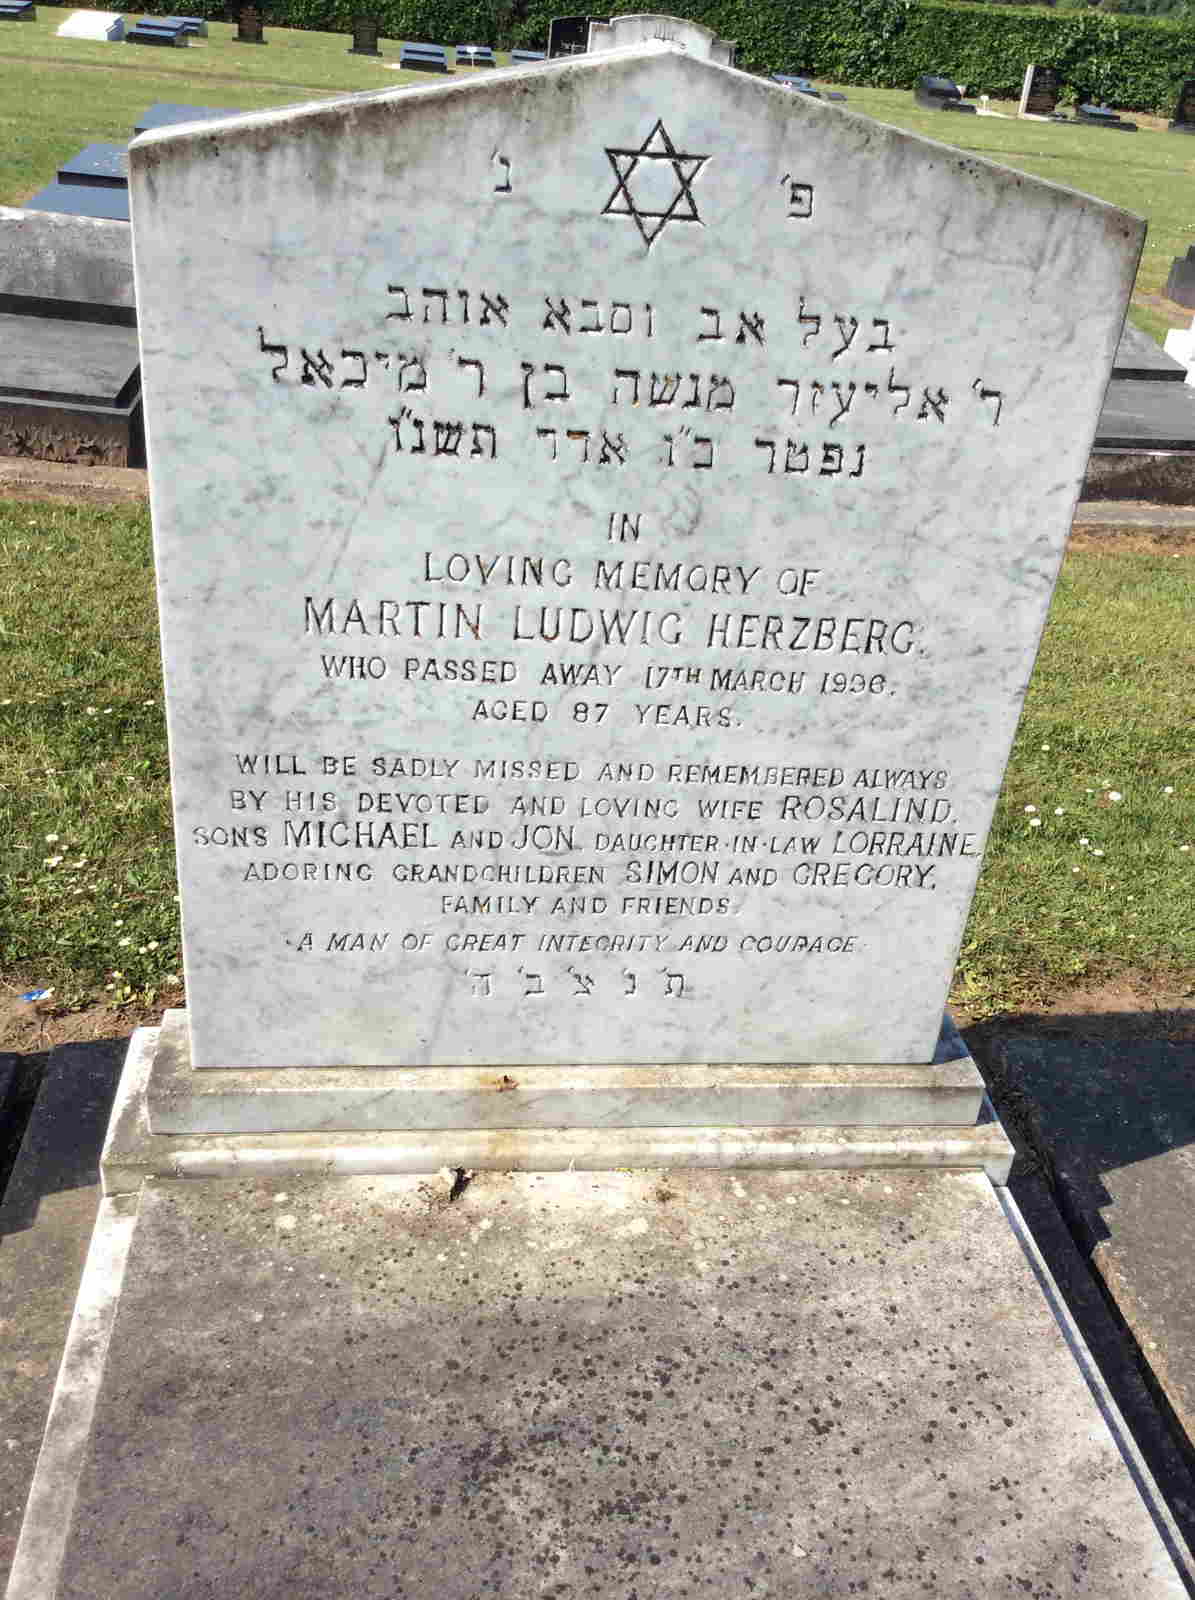 פ' נ'
בעל אב וסבא אוהב
ר' אליעזר מנשה בן ר' מיכאל
נפטר כ"ו אדר תשנ"ו
IN
LOVING MEMORY OF
MARTIN LUDWIG HERZBERG.
WHO PASSED AWAY 17TH MARCH 1996.
AGED 87 YEARS.
WILL BE SADLY MISSED AND REMEMBERED ALWAYS
BY HIS DEVOTED AND LOVING WIFE ROSALIND.
SONS MICHAEL AND JON. DAUGHTER·IN·LAW LORRAINE.
ADORING GRANDCHILDREN SIMON AND GREGORY.
FAMILY AND FRIENDS.
·A MAN OF GREAT INTEGRITY AND COURAGE·
ת' נ' צ' ב' ה'